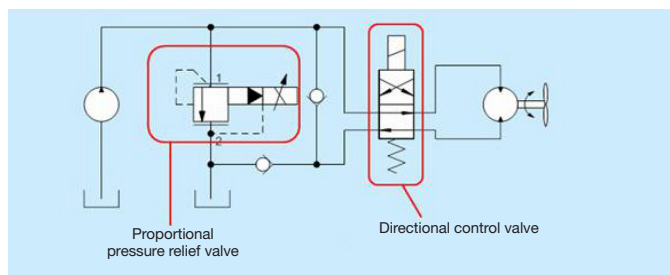 1
2
Proportional
pressure relief valve
Directional control valve